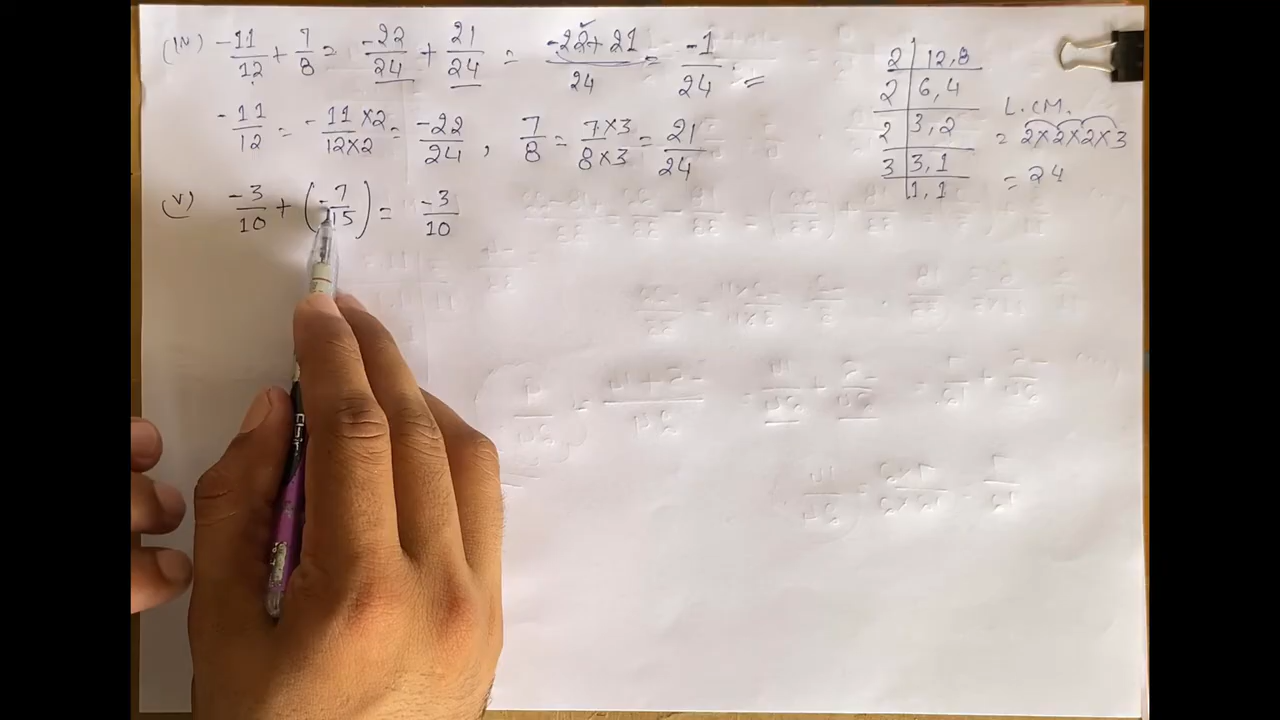 (iv) -11/12 + 7/8 = -22/24 + 21/24 = -22+21/24 = -1/24 =
-11/12 = -11×2/12×2 = -22/24 , 7/8 = 7×3/8×3 = 21/24
(v) -3/10 + (-7/15) = -3/10
2 | 12,8
2 | 6,4
2 | 3,2
3 | 3,1
1,1
L.CM.
= 2×2×2×3
= 24